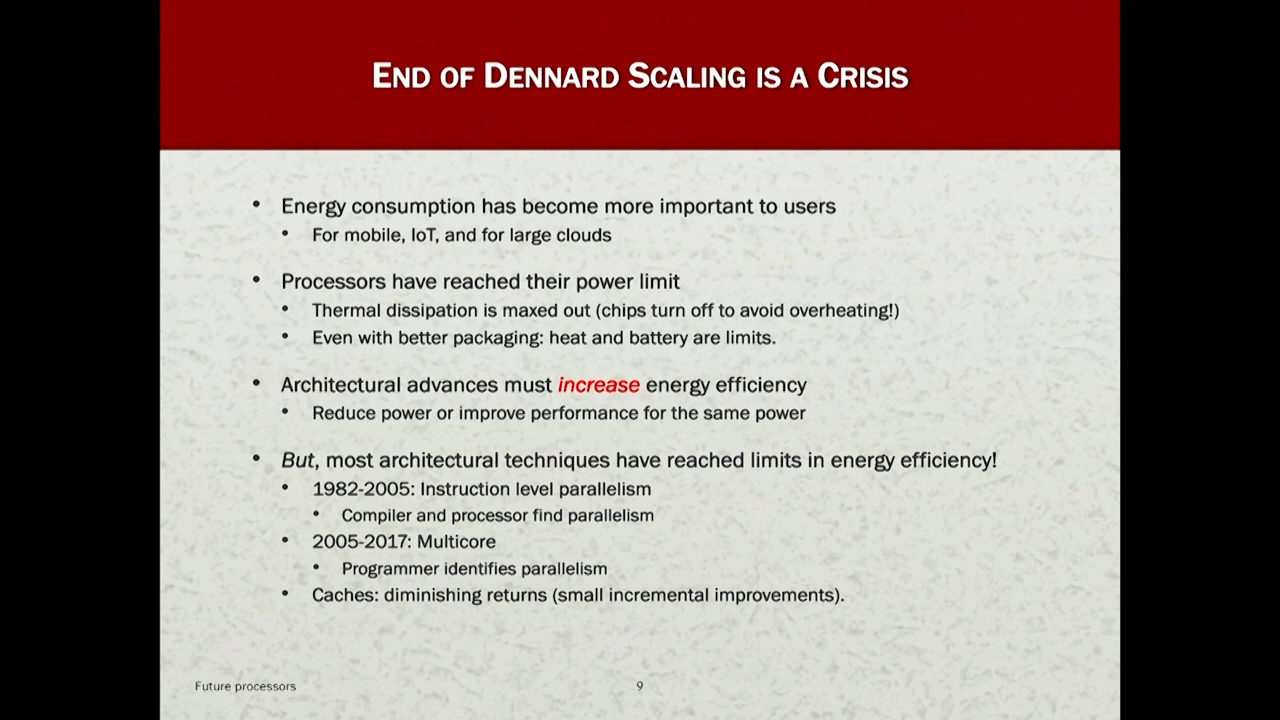 END OF DENNARD SCALING IS A CRISIS
• Energy consumption has become more important to users
• For mobile, IoT, and for large clouds
• Processors have reached their power limit
• Thermal dissipation is maxed out (chips turn off to avoid overheating!)
• Even with better packaging: heat and battery are limits.
• Architectural advances must increase energy efficiency
• Reduce power or improve performance for the same power
• But, most architectural techniques have reached limits in energy efficiency!
• 1982-2005: Instruction level parallelism
• Compiler and processor find parallelism
• 2005-2017: Multicore
• Programmer identifies parallelism
• Caches: diminishing returns (small incremental improvements).
Future processors
9